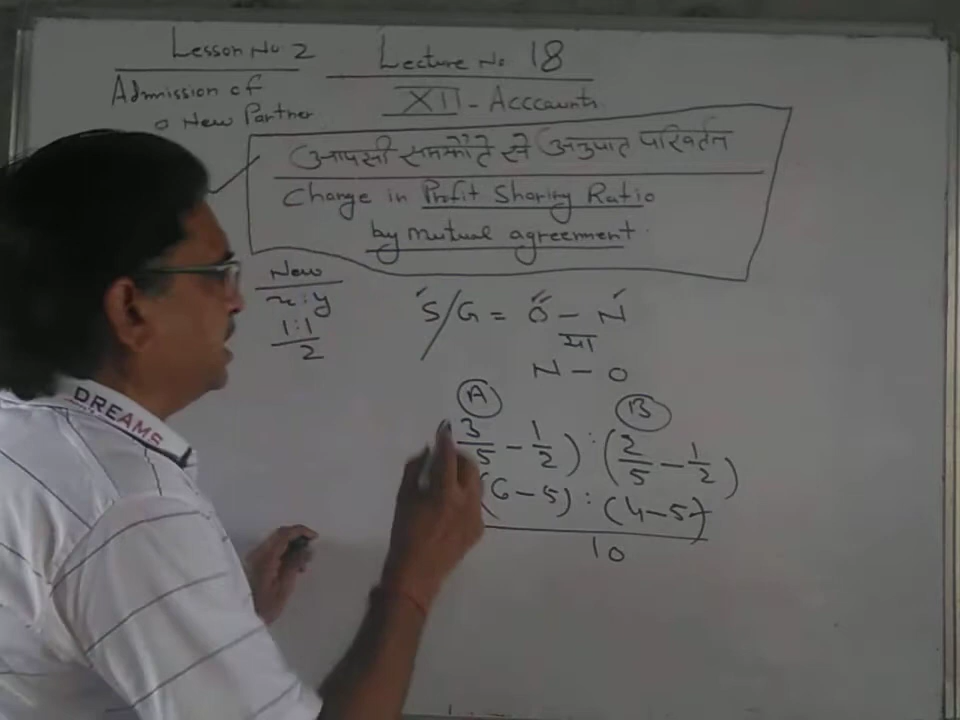 Lesson No 2
Lecture No 18
Admission of
a New Partner
XII - Acccounts
आपसी समझौते से अनुपात परिवर्तन
Change in Profit Sharing Ratio
by mutual agreement.
New
x:y
1:1
2
S/G = O - N
या
N - O
A B
3/5 - 1/2) : (2/5 - 1/2)
(6-5) : (4-5)
10
DREAMS